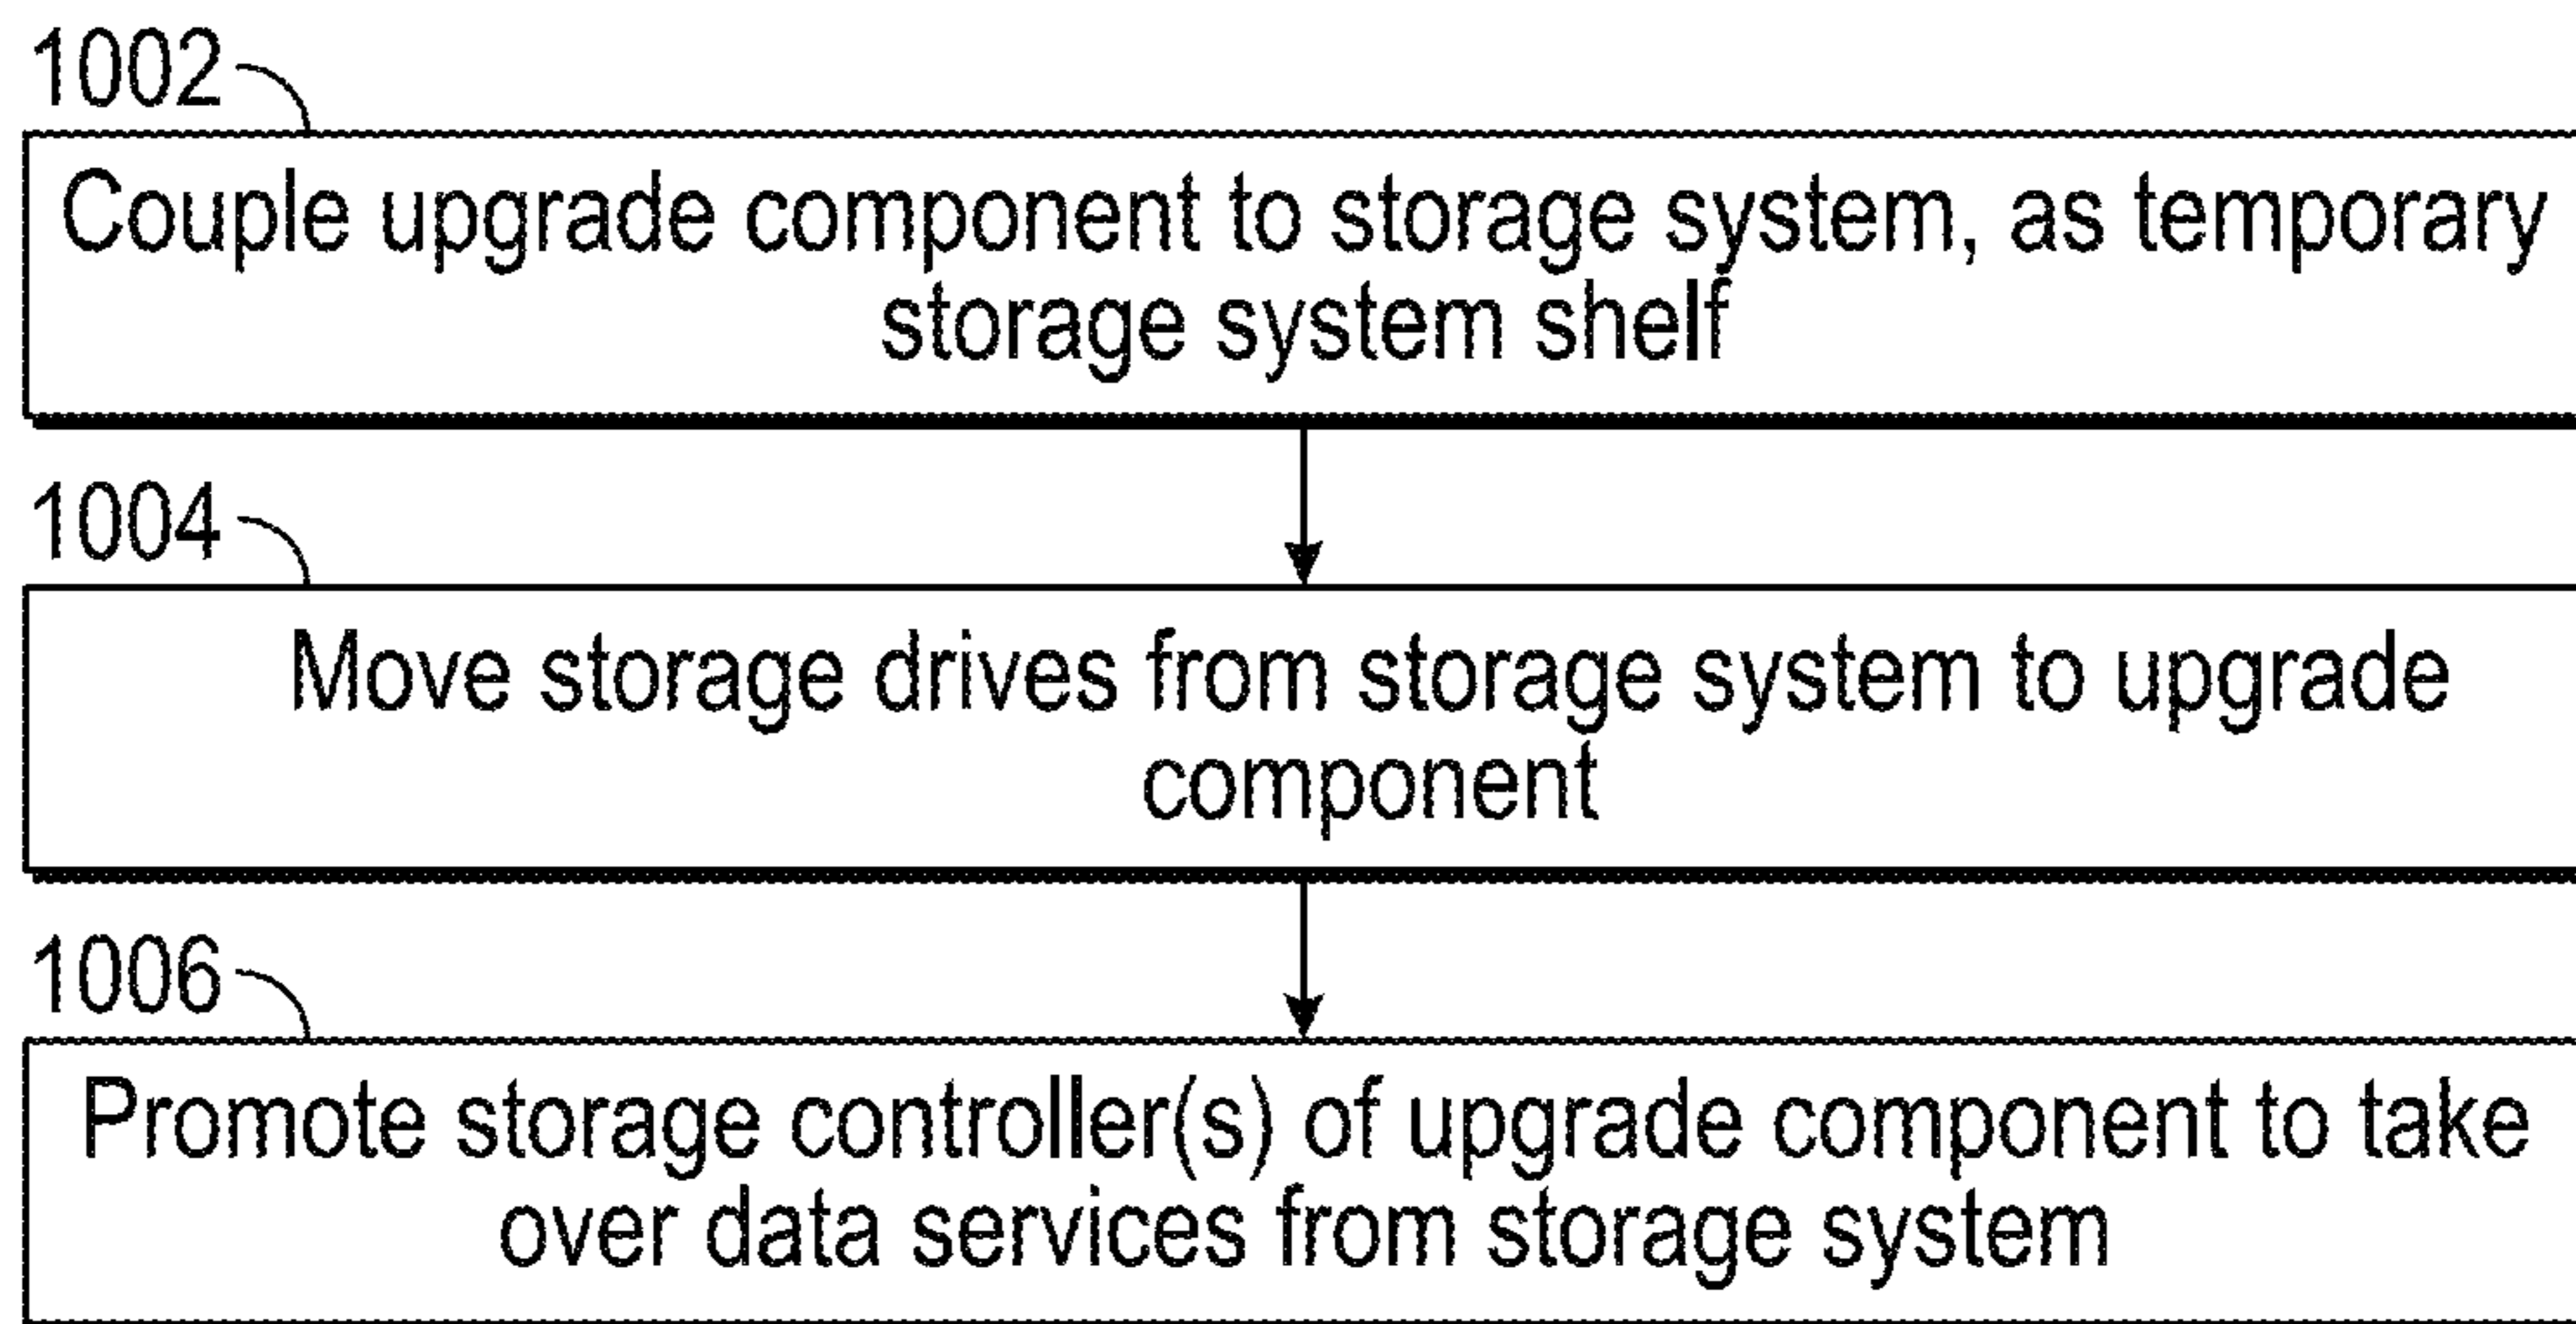 1002
Couple upgrade component to storage system, as temporary
storage system shelf
1004
Move storage drives from storage system to upgrade
component
1006
Promote storage controller(s) of upgrade component to take
over data services from storage system